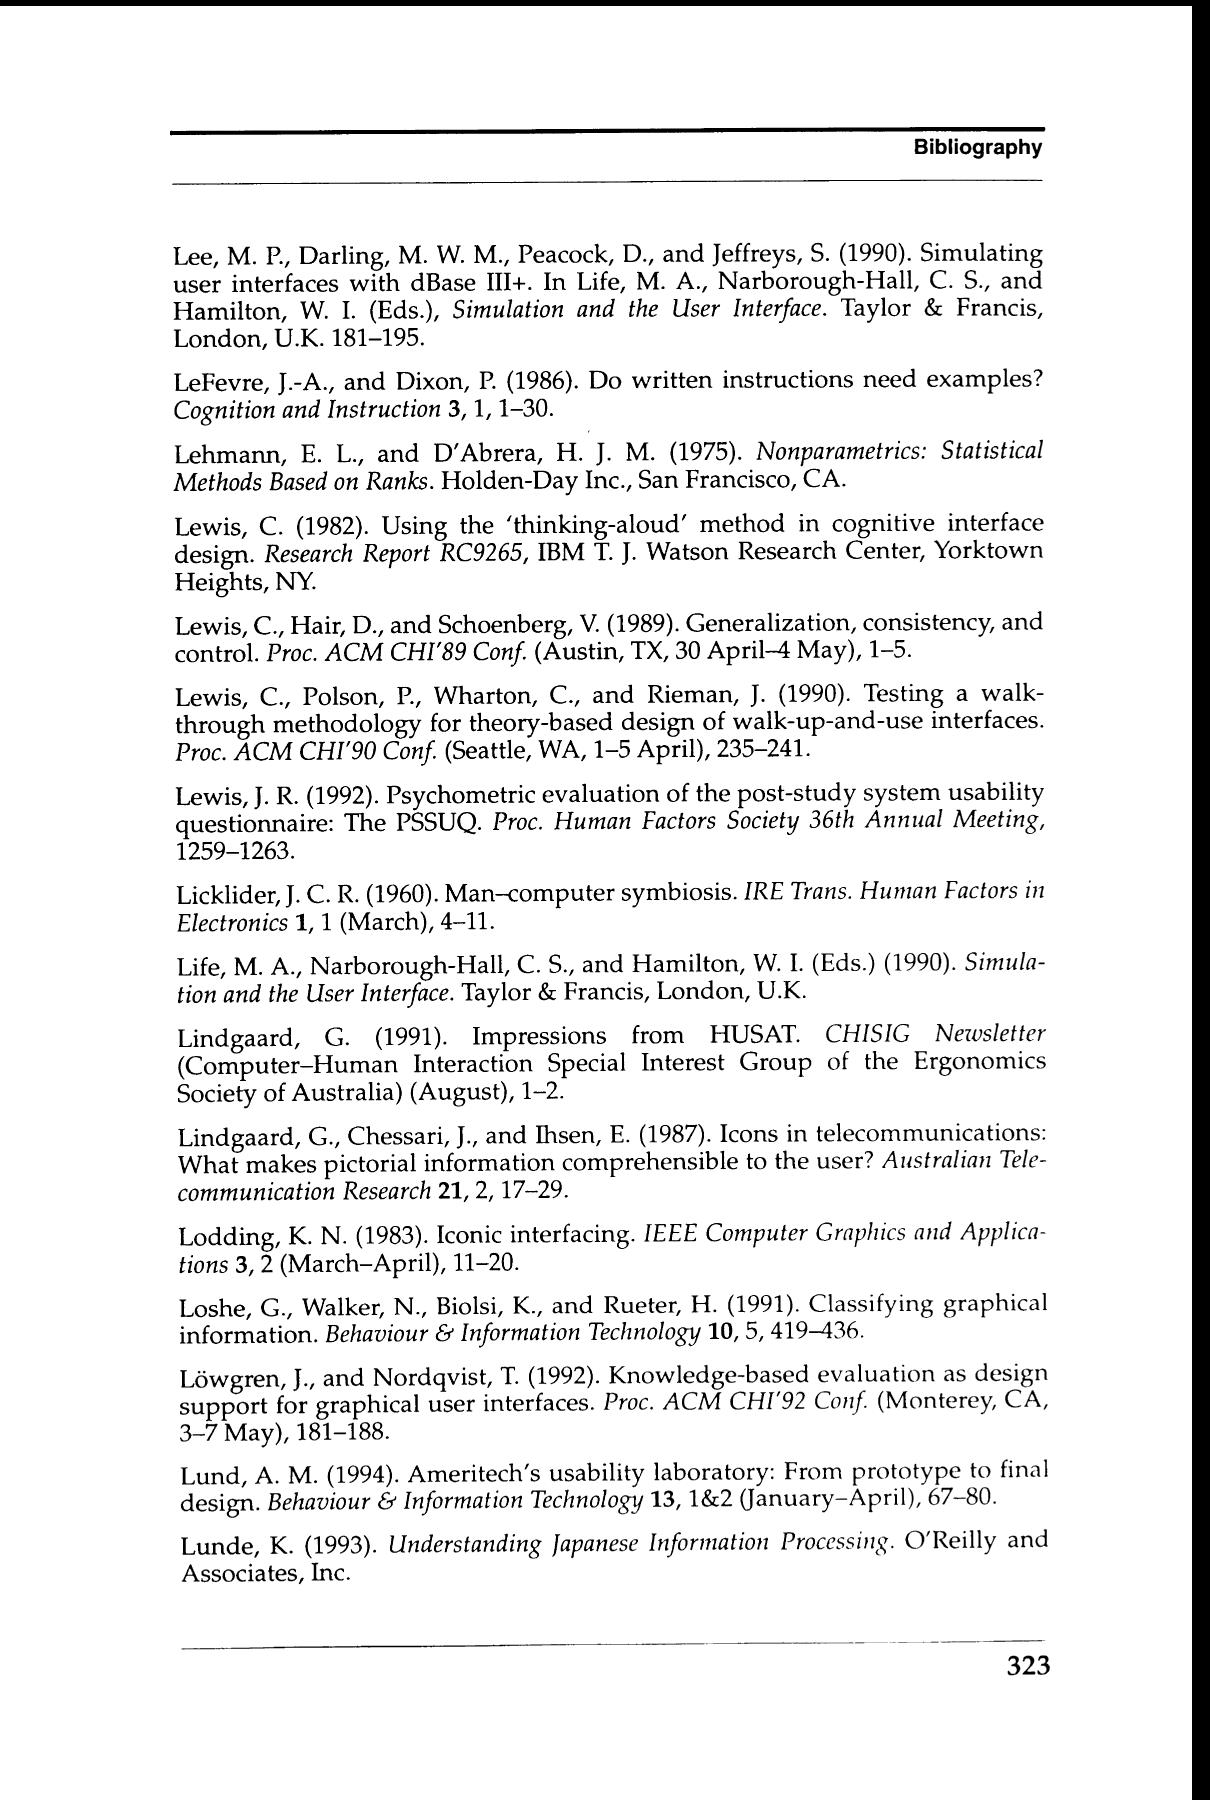 Bibliography
Lee, M. P., Darling, M. W. M., Peacock, D., and Jeffreys, S. (1990). Simulating
user interfaces with dBase III+. In Life, M. A., Narborough-Hall, C. S., and
Hamilton, W. I. (Eds.), Simulation and the User Interface. Taylor & Francis,
London, U.K. 181–195.
LeFevre, J.-A., and Dixon, P. (1986). Do written instructions need examples?
Cognition and Instruction 3, 1, 1–30.
Lehmann, E. L., and D'Abrera, H. J. M. (1975). Nonparametrics: Statistical
Methods Based on Ranks. Holden-Day Inc., San Francisco, CA.
Lewis, C. (1982). Using the 'thinking-aloud' method in cognitive interface
design. Research Report RC9265, IBM T. J. Watson Research Center, Yorktown
Heights, NY.
Lewis, C., Hair, D., and Schoenberg, V. (1989). Generalization, consistency, and
control. Proc. ACM CHI'89 Conf. (Austin, TX, 30 April–4 May), 1–5.
Lewis, C., Polson, P., Wharton, C., and Rieman, J. (1990). Testing a walk-
through methodology for theory-based design of walk-up-and-use interfaces.
Proc. ACM CHI'90 Conf. (Seattle, WA, 1–5 April), 235–241.
Lewis, J. R. (1992). Psychometric evaluation of the post-study system usability
questionnaire: The PSSUQ. Proc. Human Factors Society 36th Annual Meeting,
1259–1263.
Licklider, J. C. R. (1960). Man–computer symbiosis. IRE Trans. Human Factors in
Electronics 1, 1 (March), 4–11.
Life, M. A., Narborough-Hall, C. S., and Hamilton, W. I. (Eds.) (1990). Simula-
tion and the User Interface. Taylor & Francis, London, U.K.
Lindgaard, G. (1991). Impressions from HUSAT. CHISIG Newsletter
(Computer–Human Interaction Special Interest Group of the Ergonomics
Society of Australia) (August), 1–2.
Lindgaard, G., Chessari, J., and Ihsen, E. (1987). Icons in telecommunications:
What makes pictorial information comprehensible to the user? Australian Tele-
communication Research 21, 2, 17–29.
Lodding, K. N. (1983). Iconic interfacing. IEEE Computer Graphics and Applica-
tions 3, 2 (March–April), 11–20.
Loshe, G., Walker, N., Biolsi, K., and Rueter, H. (1991). Classifying graphical
information. Behaviour & Information Technology 10, 5, 419–436.
Löwgren, J., and Nordqvist, T. (1992). Knowledge-based evaluation as design
support for graphical user interfaces. Proc. ACM CHI'92 Conf. (Monterey, CA,
3–7 May), 181–188.
Lund, A. M. (1994). Ameritech's usability laboratory: From prototype to final
design. Behaviour & Information Technology 13, 1&2 (January–April), 67–80.
Lunde, K. (1993). Understanding Japanese Information Processing. O'Reilly and
Associates, Inc.
323